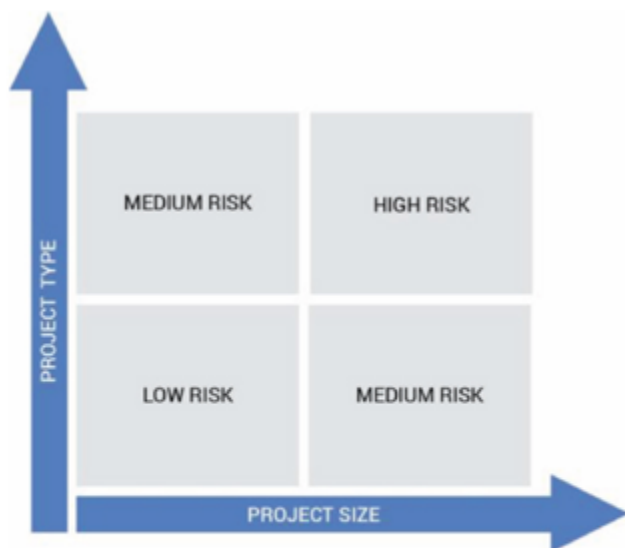 MEDIUM RISK
HIGH RISK
PROJECT TYPE
LOW RISK
MEDIUM RISK
PROJECT SIZE